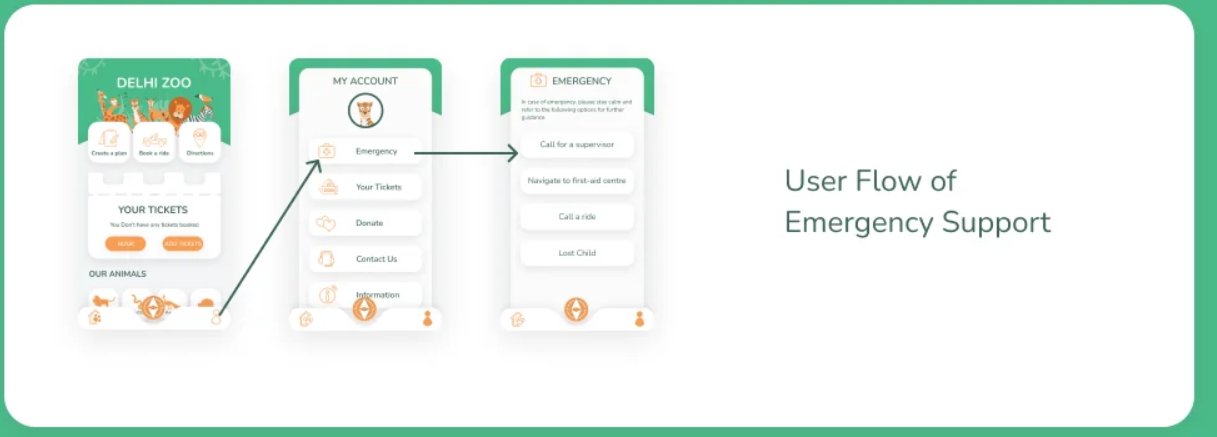 DELHI ZOO
Create a plan
Book a ride
Directions
YOUR TICKETS
You Don't have any tickets booked!
BOOK
ADD TICKETS
OUR ANIMALS
MY ACCOUNT
Emergency
Your Tickets
Donate
Contact Us
Information
EMERGENCY
In case of emergency, please stay calm and
refer to the following options for further
guidance.
Call for a supervisor
Navigate to first-aid centre
Call a ride
Lost Child
User Flow of
Emergency Support